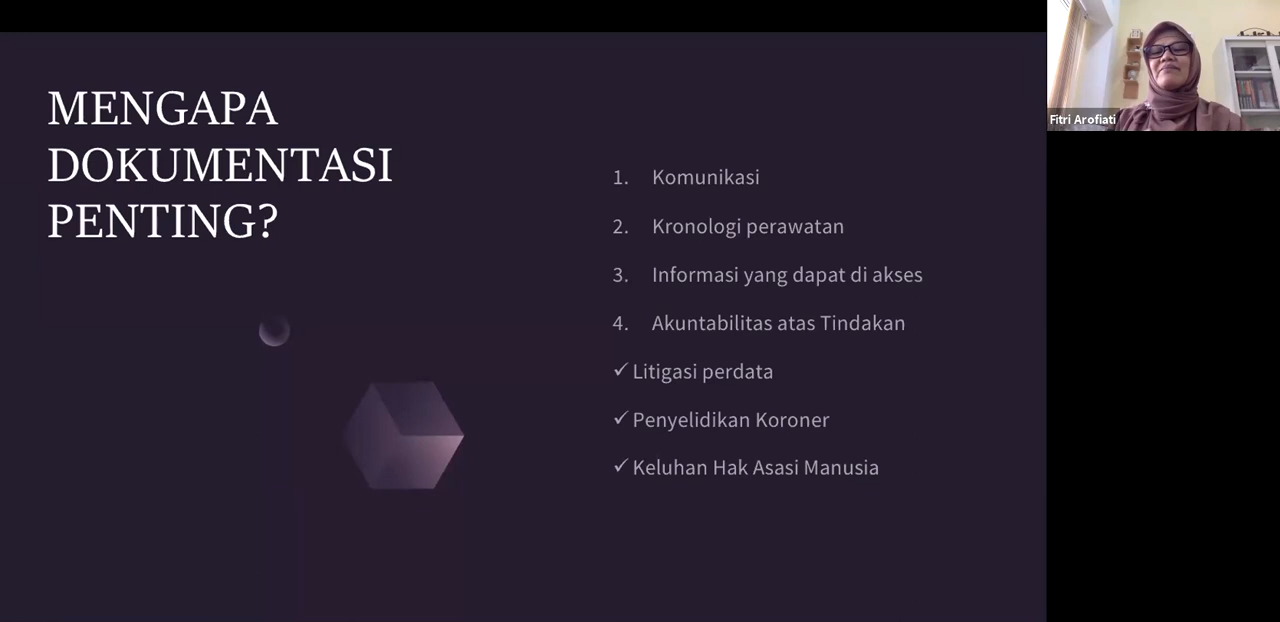 MENGAPA
DOKUMENTASI
PENTING?
1. Komunikasi
2. Kronologi perawatan
3. Informasi yang dapat di akses
4. Akuntabilitas atas Tindakan
✓ Litigasi perdata
✓ Penyelidikan Koroner
✓ Keluhan Hak Asasi Manusia
Fitri Arofiati